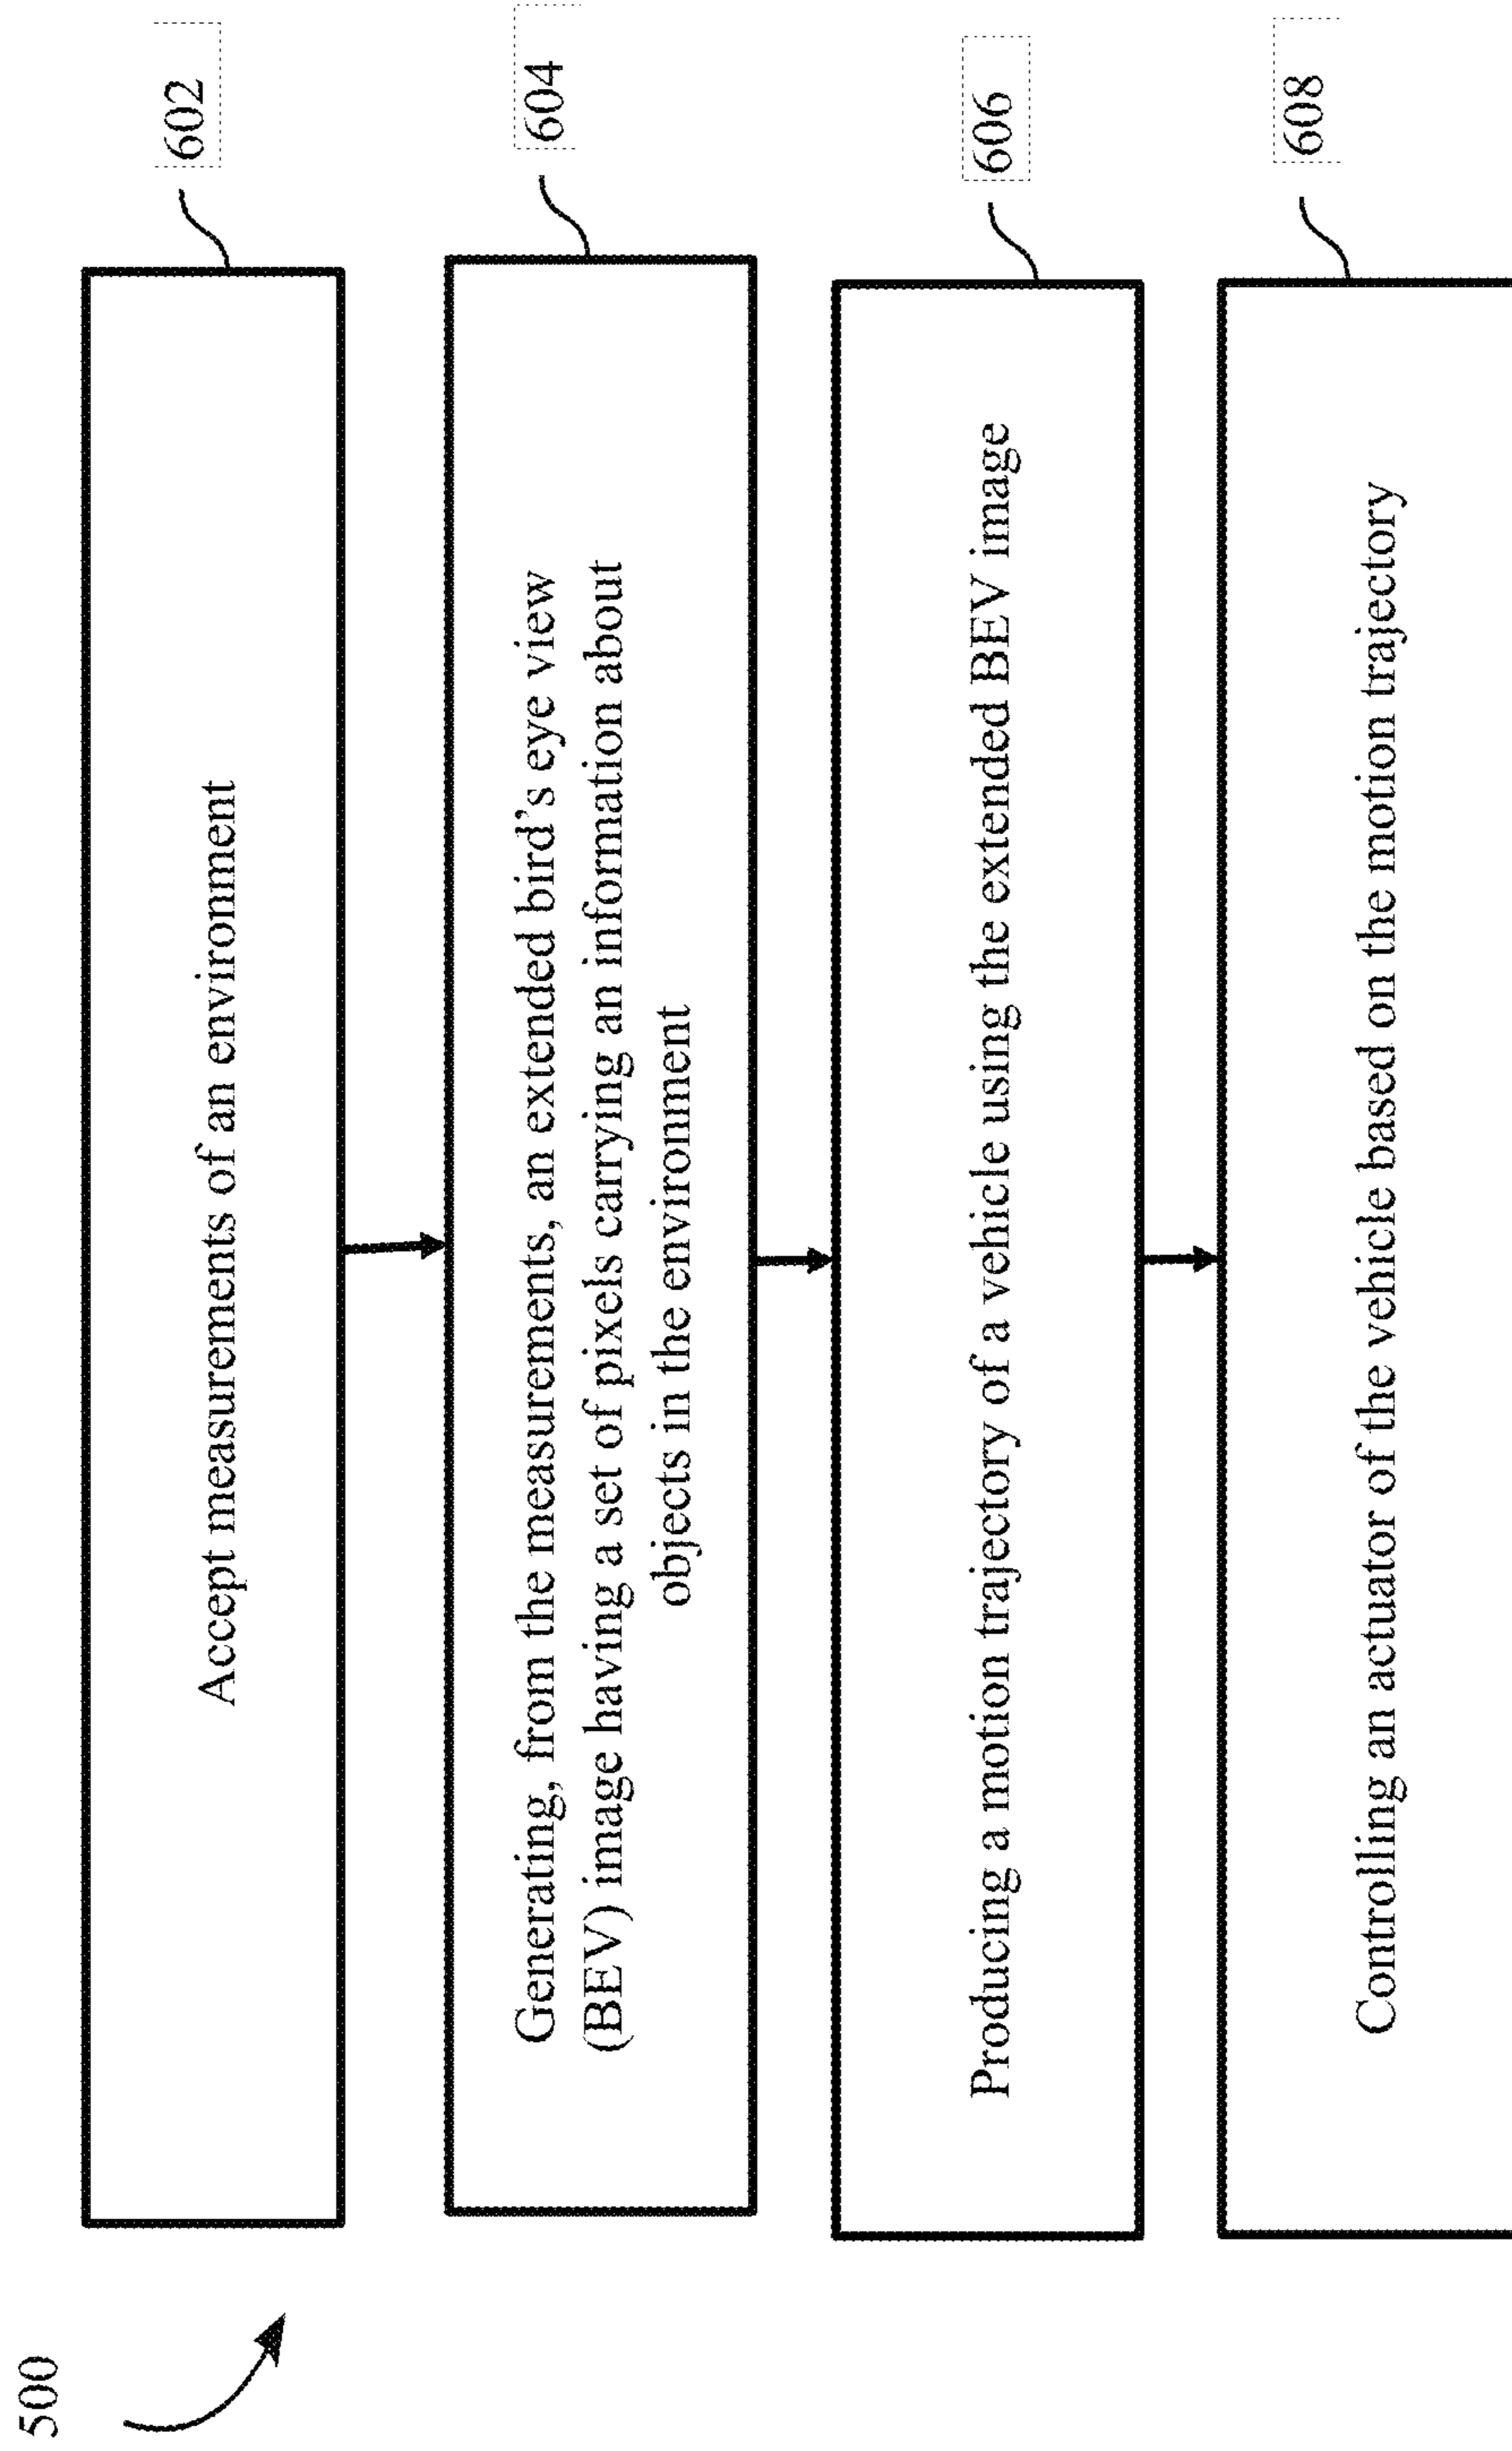 500
Accept measurements of an environment
602
Generating, from the measurements, an extended bird's eye view
(BEV) image having a set of pixels carrying an information about
objects in the environment
604
Producing a motion trajectory of a vehicle using the extended BEV image
606
Controlling an actuator of the vehicle based on the motion trajectory
608